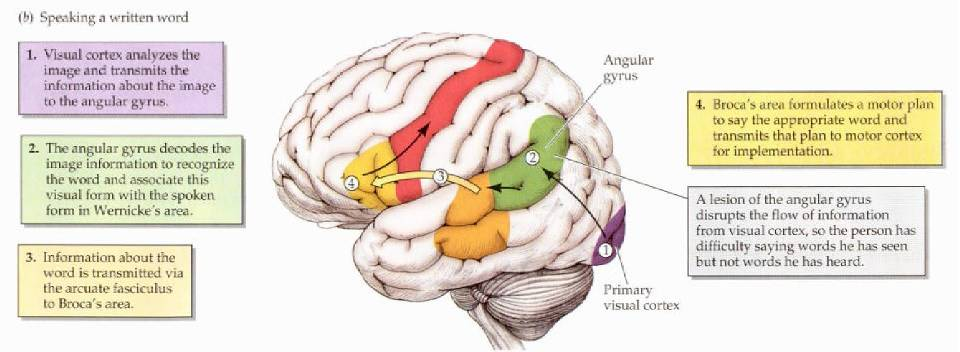 (b) Speaking a written word
1. Visual cortex analyzes the
image and transmits the
information about the image
to the angular gyrus.
2. The angular gyrus decodes the
image information to recognize
the word and associate this
visual form with the spoken
form in Wernicke's area.
3. Information about the
word is transmitted via
the arcuate fasciculus
to Broca's area.
Angular
gyrus
2
3
4
1
Primary
visual cortex
4. Broca's area formulates a motor plan
to say the appropriate word and
transmits that plan to motor cortex
for implementation.
A lesion of the angular gyrus
disrupts the flow of information
from visual cortex, so the person has
difficulty saying words he has seen
but not words he has heard.